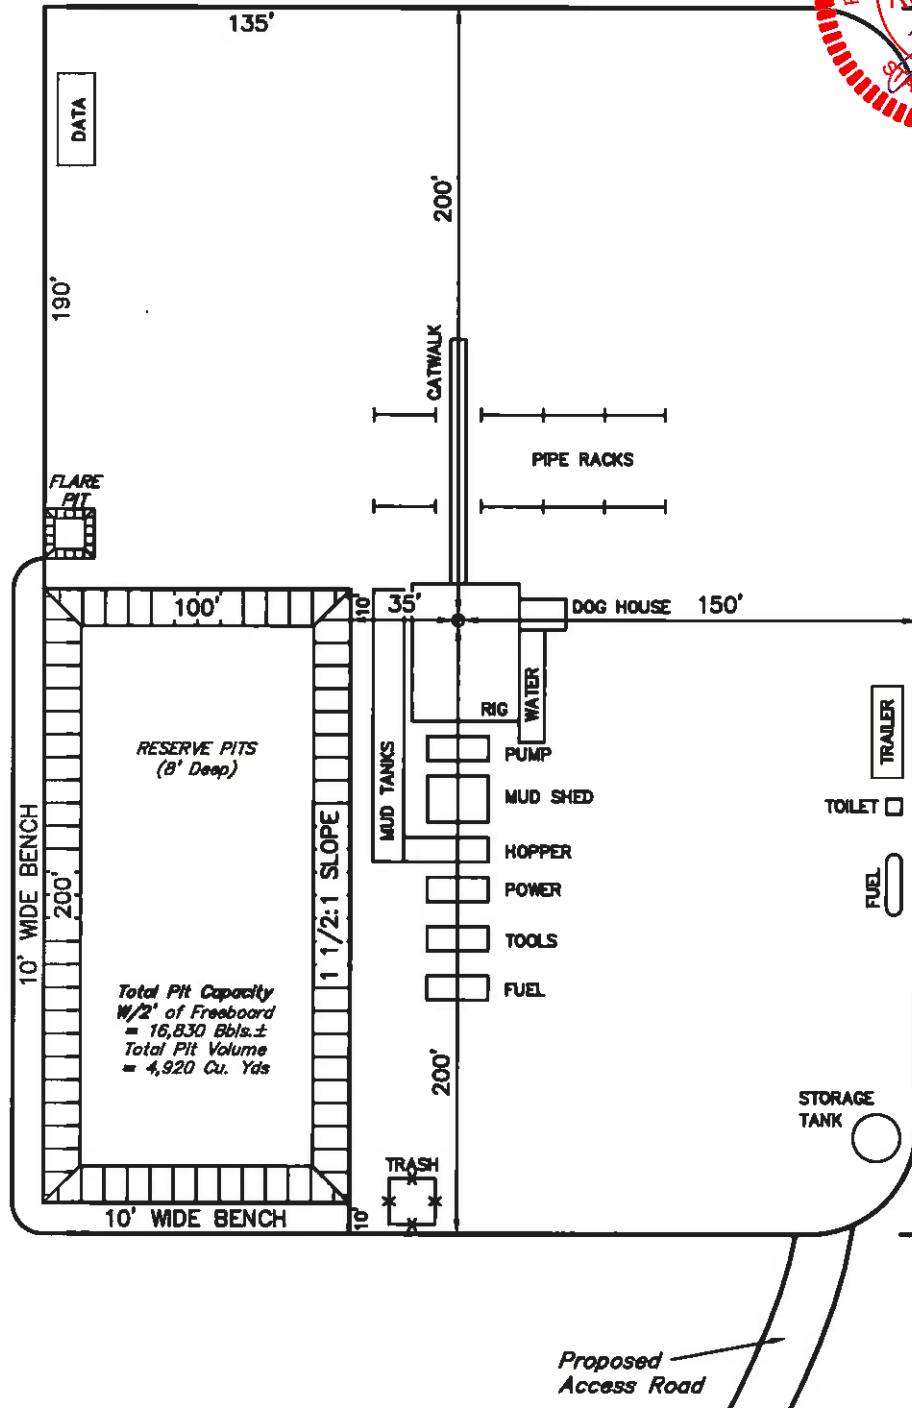 135'
DATA
200'
190'
CATWALK
PIPE RACKS
FLARE
PIT
100'
10'
35'
DOG HOUSE
150'
RIG
WATER
RESERVE PITS
(8' Deep)
MUD TANKS
PUMP
TRAILER
MUD SHED
TOILET
10' WIDE BENCH
200'
1 1/2:1 SLOPE
HOPPER
POWER
FUEL
TOOLS
FUEL
Total Pit Capacity
W/2' of Freeboard
= 16,830 Bbls.±
Total Pit Volume
= 4,920 Cu. Yds
200'
STORAGE
TANK
TRASH
10' WIDE BENCH
10'
Proposed
Access Road